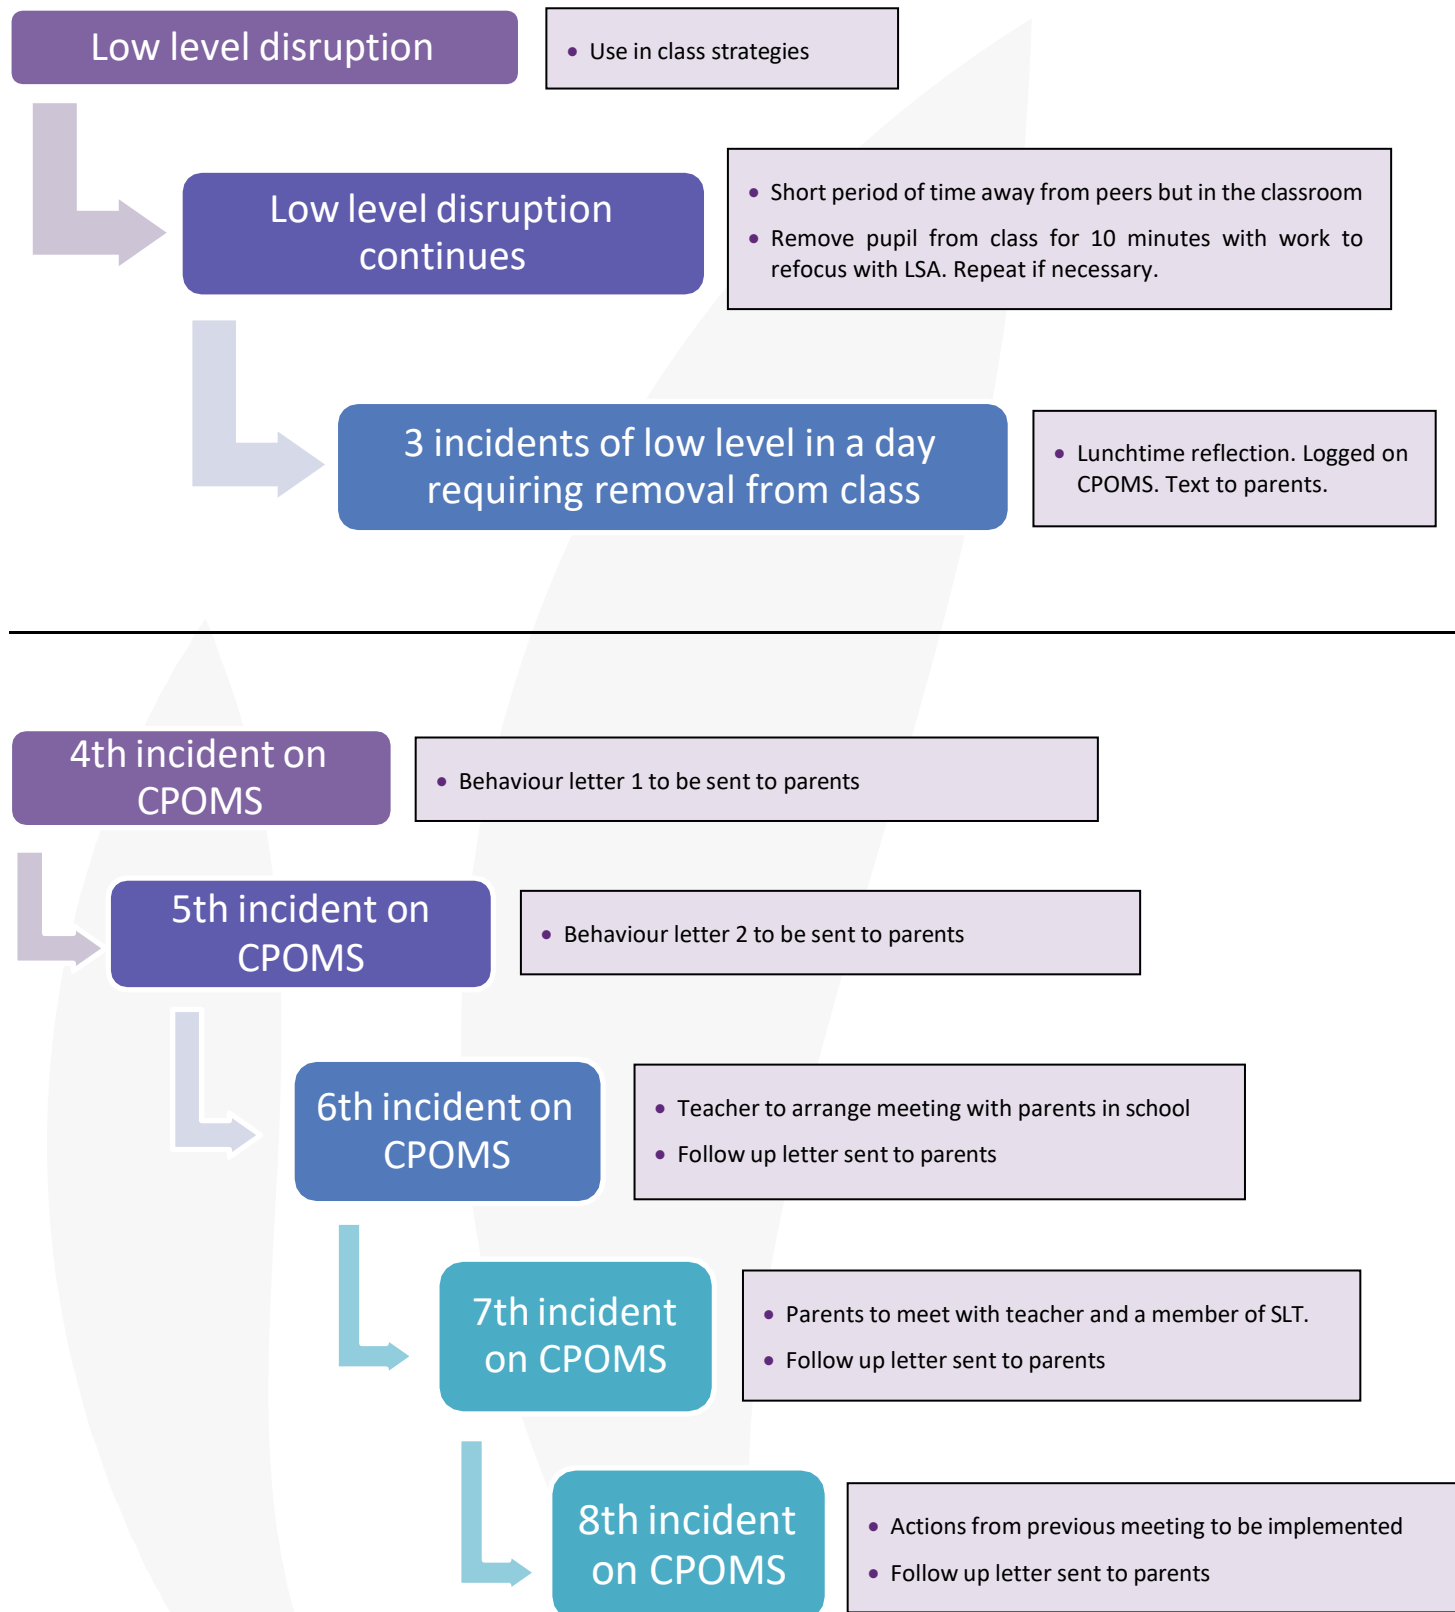 Low level disruption
• Use in class strategies
Low level disruption
continues
• Short period of time away from peers but in the classroom
• Remove pupil from class for 10 minutes with work to
refocus with LSA. Repeat if necessary.
3 incidents of low level in a day
requiring removal from class
• Lunchtime reflection. Logged on
CPOMS. Text to parents.
4th incident on
CPOMS
• Behaviour letter 1 to be sent to parents
5th incident on
CPOMS
• Behaviour letter 2 to be sent to parents
6th incident on
CPOMS
• Teacher to arrange meeting with parents in school
• Follow up letter sent to parents
7th incident
on CPOMS
• Parents to meet with teacher and a member of SLT.
• Follow up letter sent to parents
8th incident
on CPOMS
• Actions from previous meeting to be implemented
• Follow up letter sent to parents